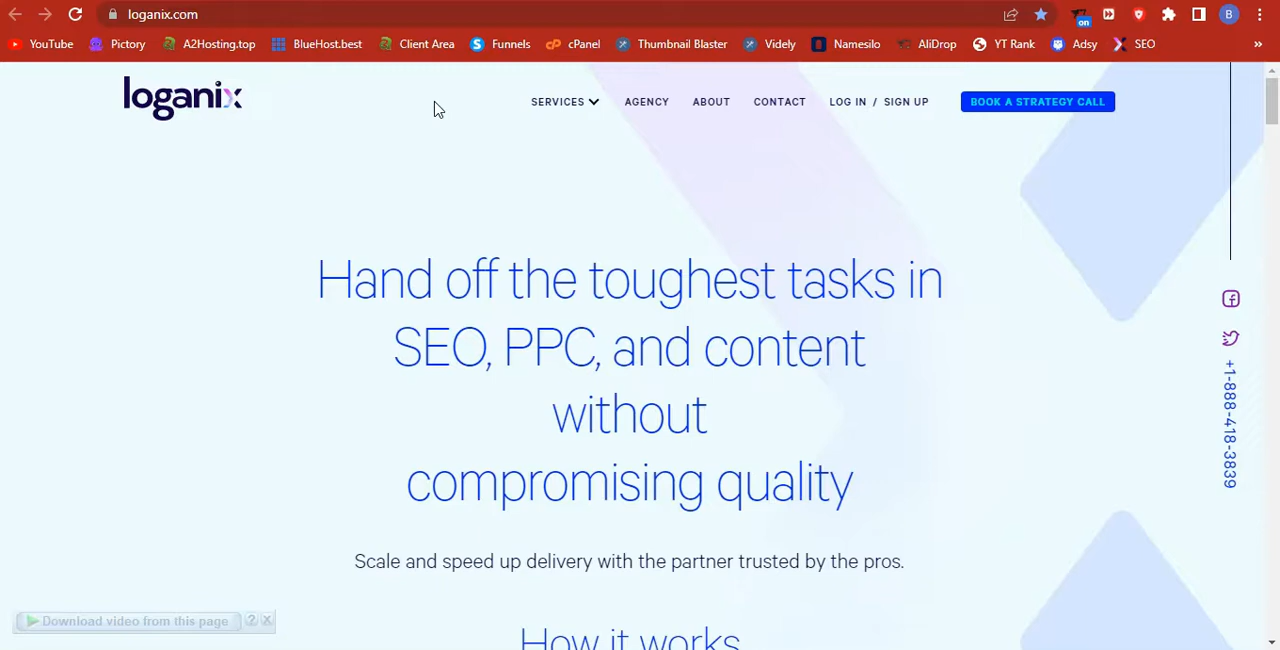 loganix.com
B
on
YouTube Pictory A2Hosting.top BlueHost.best Client Area Funnels cPanel Thumbnail Blaster Videly Namesilo AliDrop YT Rank Adsy SEO »
loganix SERVICES AGENCY ABOUT CONTACT LOG IN / SIGN UP BOOK A STRATEGY CALL
Hand off the toughest tasks in
SEO, PPC, and content
without
compromising quality
+1-888-418-3839
Scale and speed up delivery with the partner trusted by the pros.
Download video from this page ? X
How it works